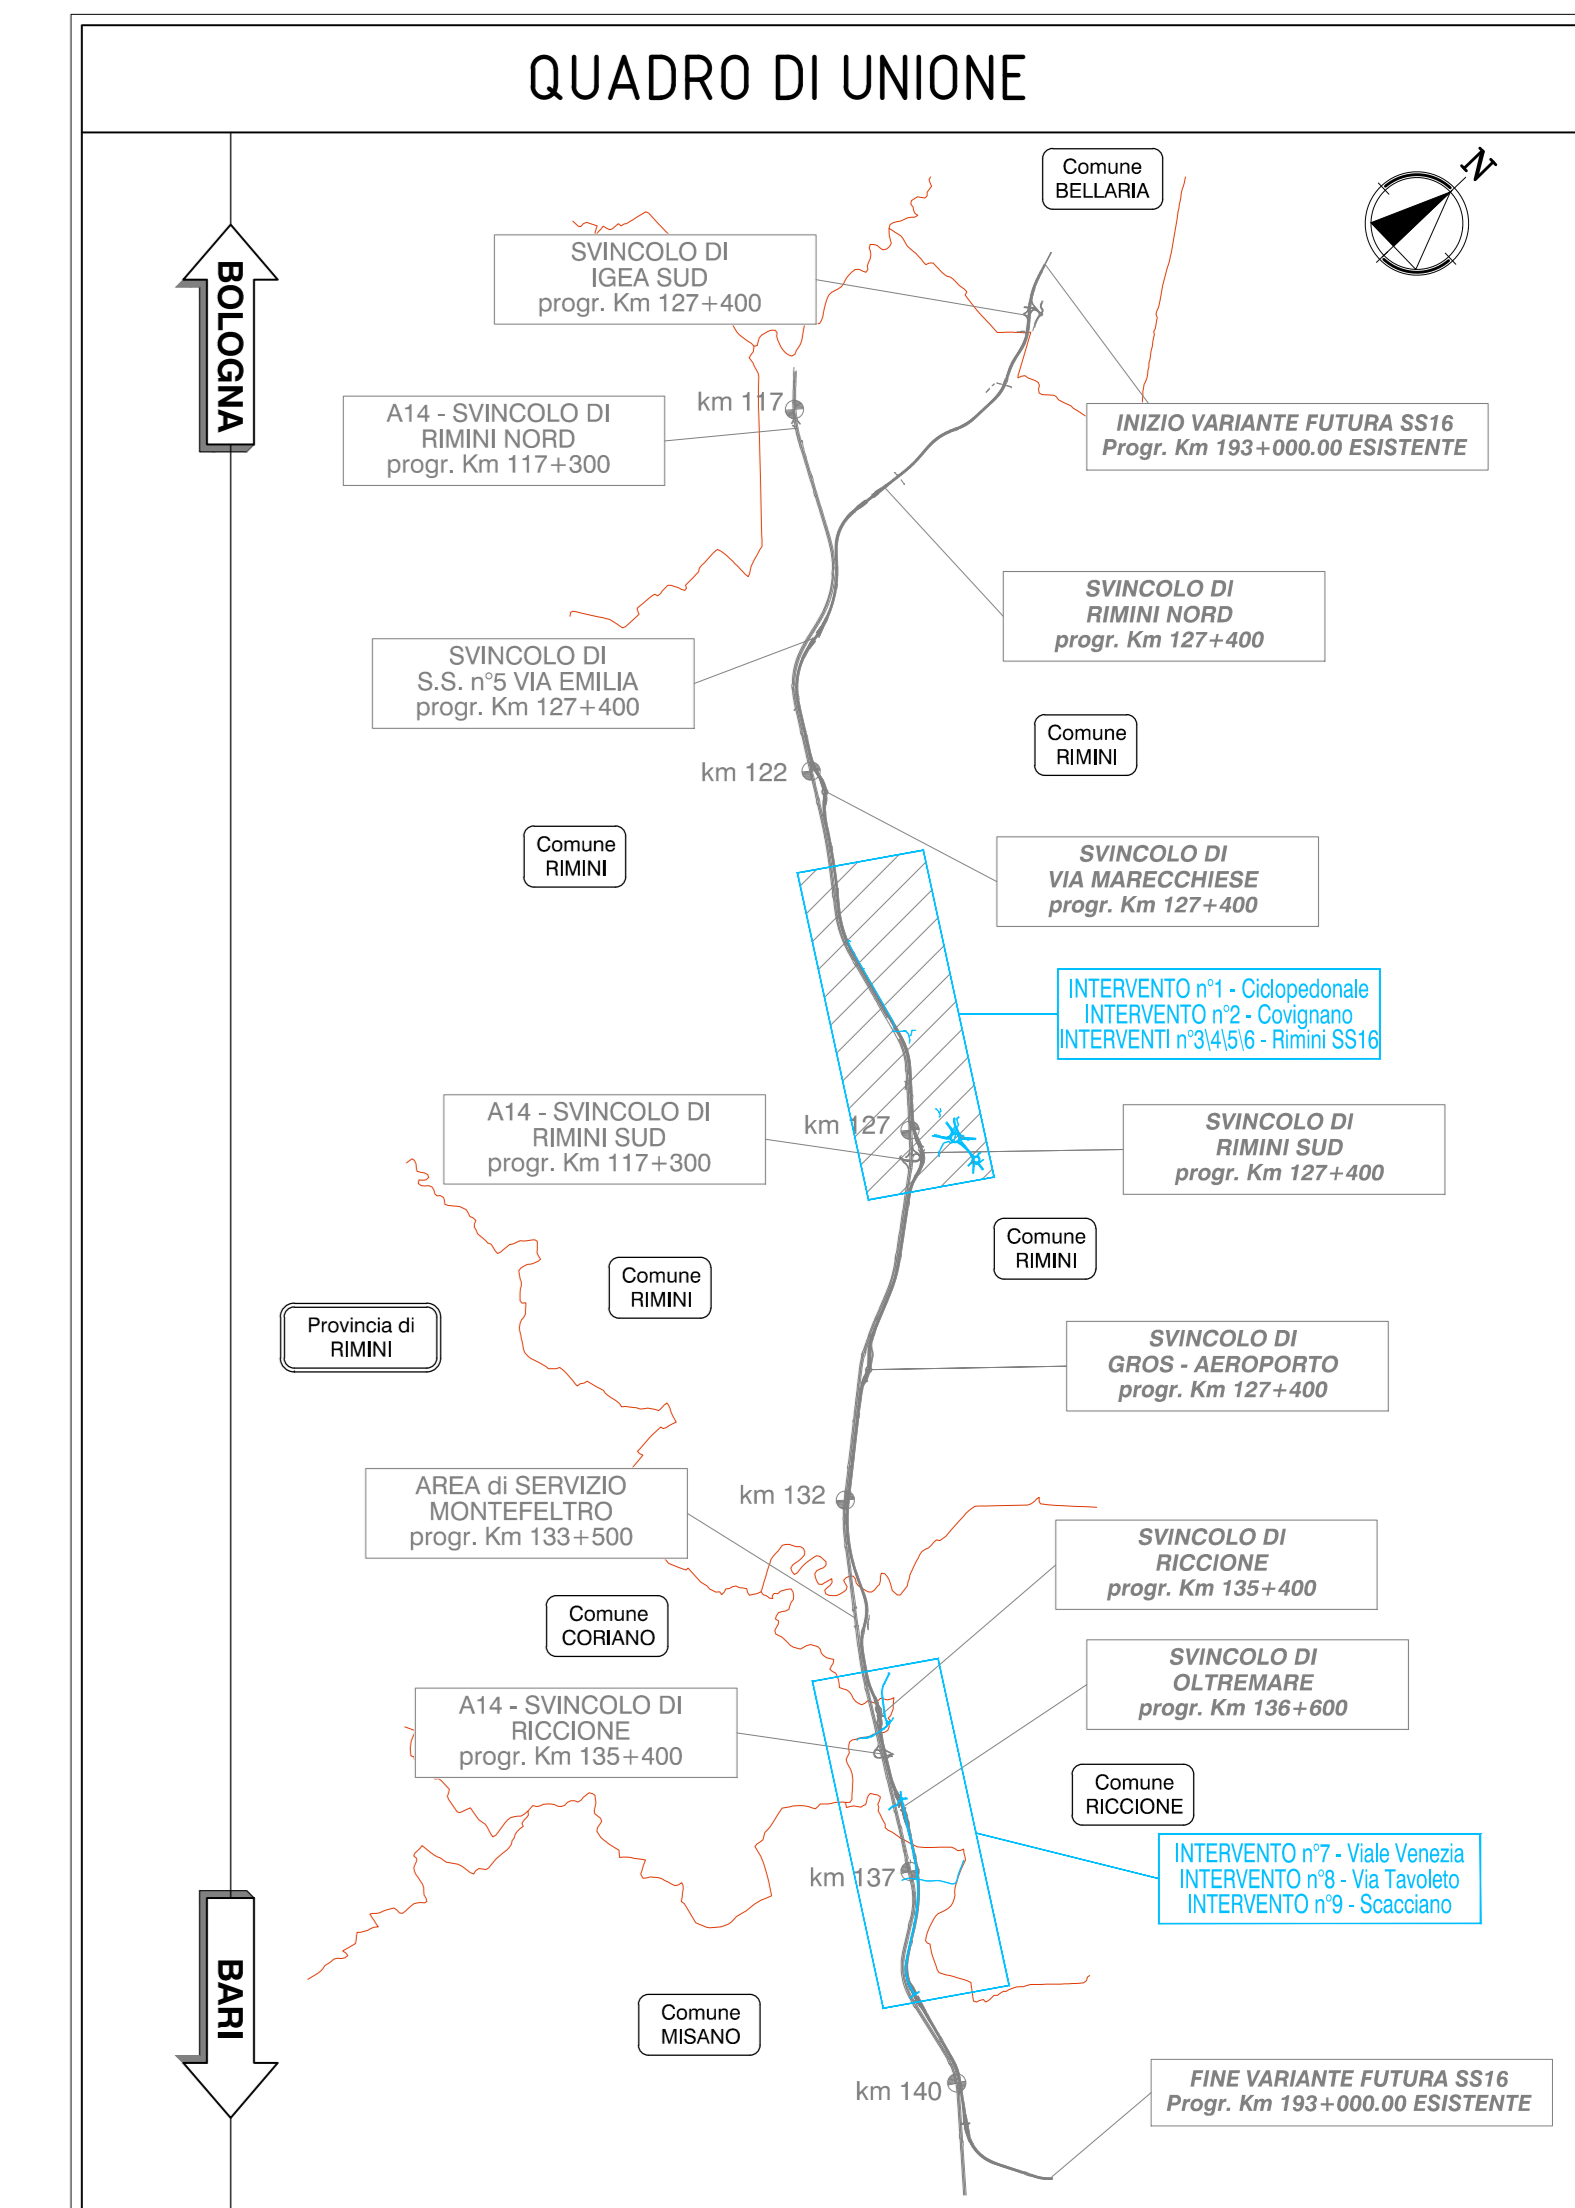 QUADRO DI UNIONE
N
Comune
BELLARIA
BOLOGNA
SVINCOLO DI
IGEA SUD
progr. Km 127+400
km 117
A14 - SVINCOLO DI
RIMINI NORD
progr. Km 117+300
INIZIO VARIANTE FUTURA SS16
Progr. Km 193+000.00 ESISTENTE
SVINCOLO DI
RIMINI NORD
progr. Km 127+400
SVINCOLO DI
S.S. n°5 VIA EMILIA
progr. Km 127+400
Comune
RIMINI
km 122
Comune
RIMINI
SVINCOLO DI
VIA MARECCHIESE
progr. Km 127+400
INTERVENTO n°1 - Ciclopedonale
INTERVENTO n°2 - Covignano
INTERVENTI n°3\4\5\6 - Rimini SS16
A14 - SVINCOLO DI
RIMINI SUD
progr. Km 117+300
km 127
SVINCOLO DI
RIMINI SUD
progr. Km 127+400
Comune
RIMINI
Comune
RIMINI
Provincia di
RIMINI
SVINCOLO DI
GROS - AEROPORTO
progr. Km 127+400
AREA di SERVIZIO
MONTEFELTRO
progr. Km 133+500
km 132
SVINCOLO DI
RICCIONE
progr. Km 135+400
Comune
CORIANO
SVINCOLO DI
OLTREMARE
progr. Km 136+600
A14 - SVINCOLO DI
RICCIONE
progr. Km 135+400
Comune
RICCIONE
km 137
INTERVENTO n°7 - Viale Venezia
INTERVENTO n°8 - Via Tavoleto
INTERVENTO n°9 - Scacciano
BARI
Comune
MISANO
km 140
FINE VARIANTE FUTURA SS16
Progr. Km 193+000.00 ESISTENTE